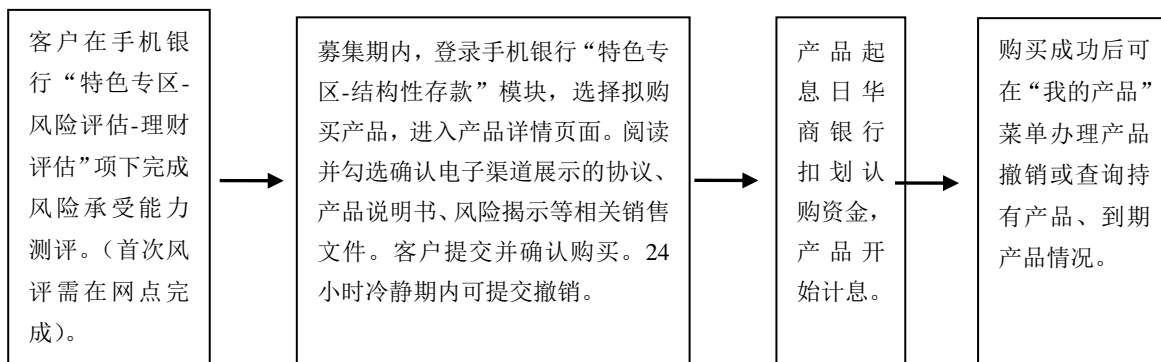 客户在手机银
行“特色专区-
风险评估-理财
评估”项下完成
风险承受能力
测评。（首次风
评需在网点完
成）。
募集期内，登录手机银行“特色专
区-结构性存款”模块，选择拟购
买产品，进入产品详情页面。阅读
并勾选确认电子渠道展示的协议、
产品说明书、风险揭示等相关销售
文件。客户提交并确认购买。24
小时冷静期内可提交撤销。
产品起
息日华
商银行
扣划认
购资金，
产品开
始计息。
购买成功后可
在“我的产品”
菜单办理产品
撤销或查询持
有产品、到期
产品情况。